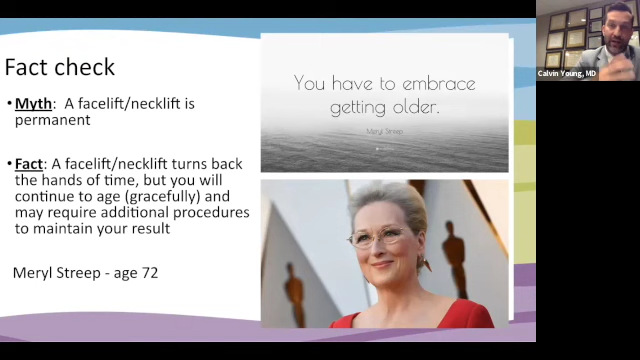 Fact check
• Myth: A facelift/necklift is
permanent
• Fact: A facelift/necklift turns back
the hands of time, but you will
continue to age (gracefully) and
may require additional procedures
to maintain your result
Meryl Streep - age 72
You have to embrace
getting older.
Meryl Streep
Calvin Young, MD